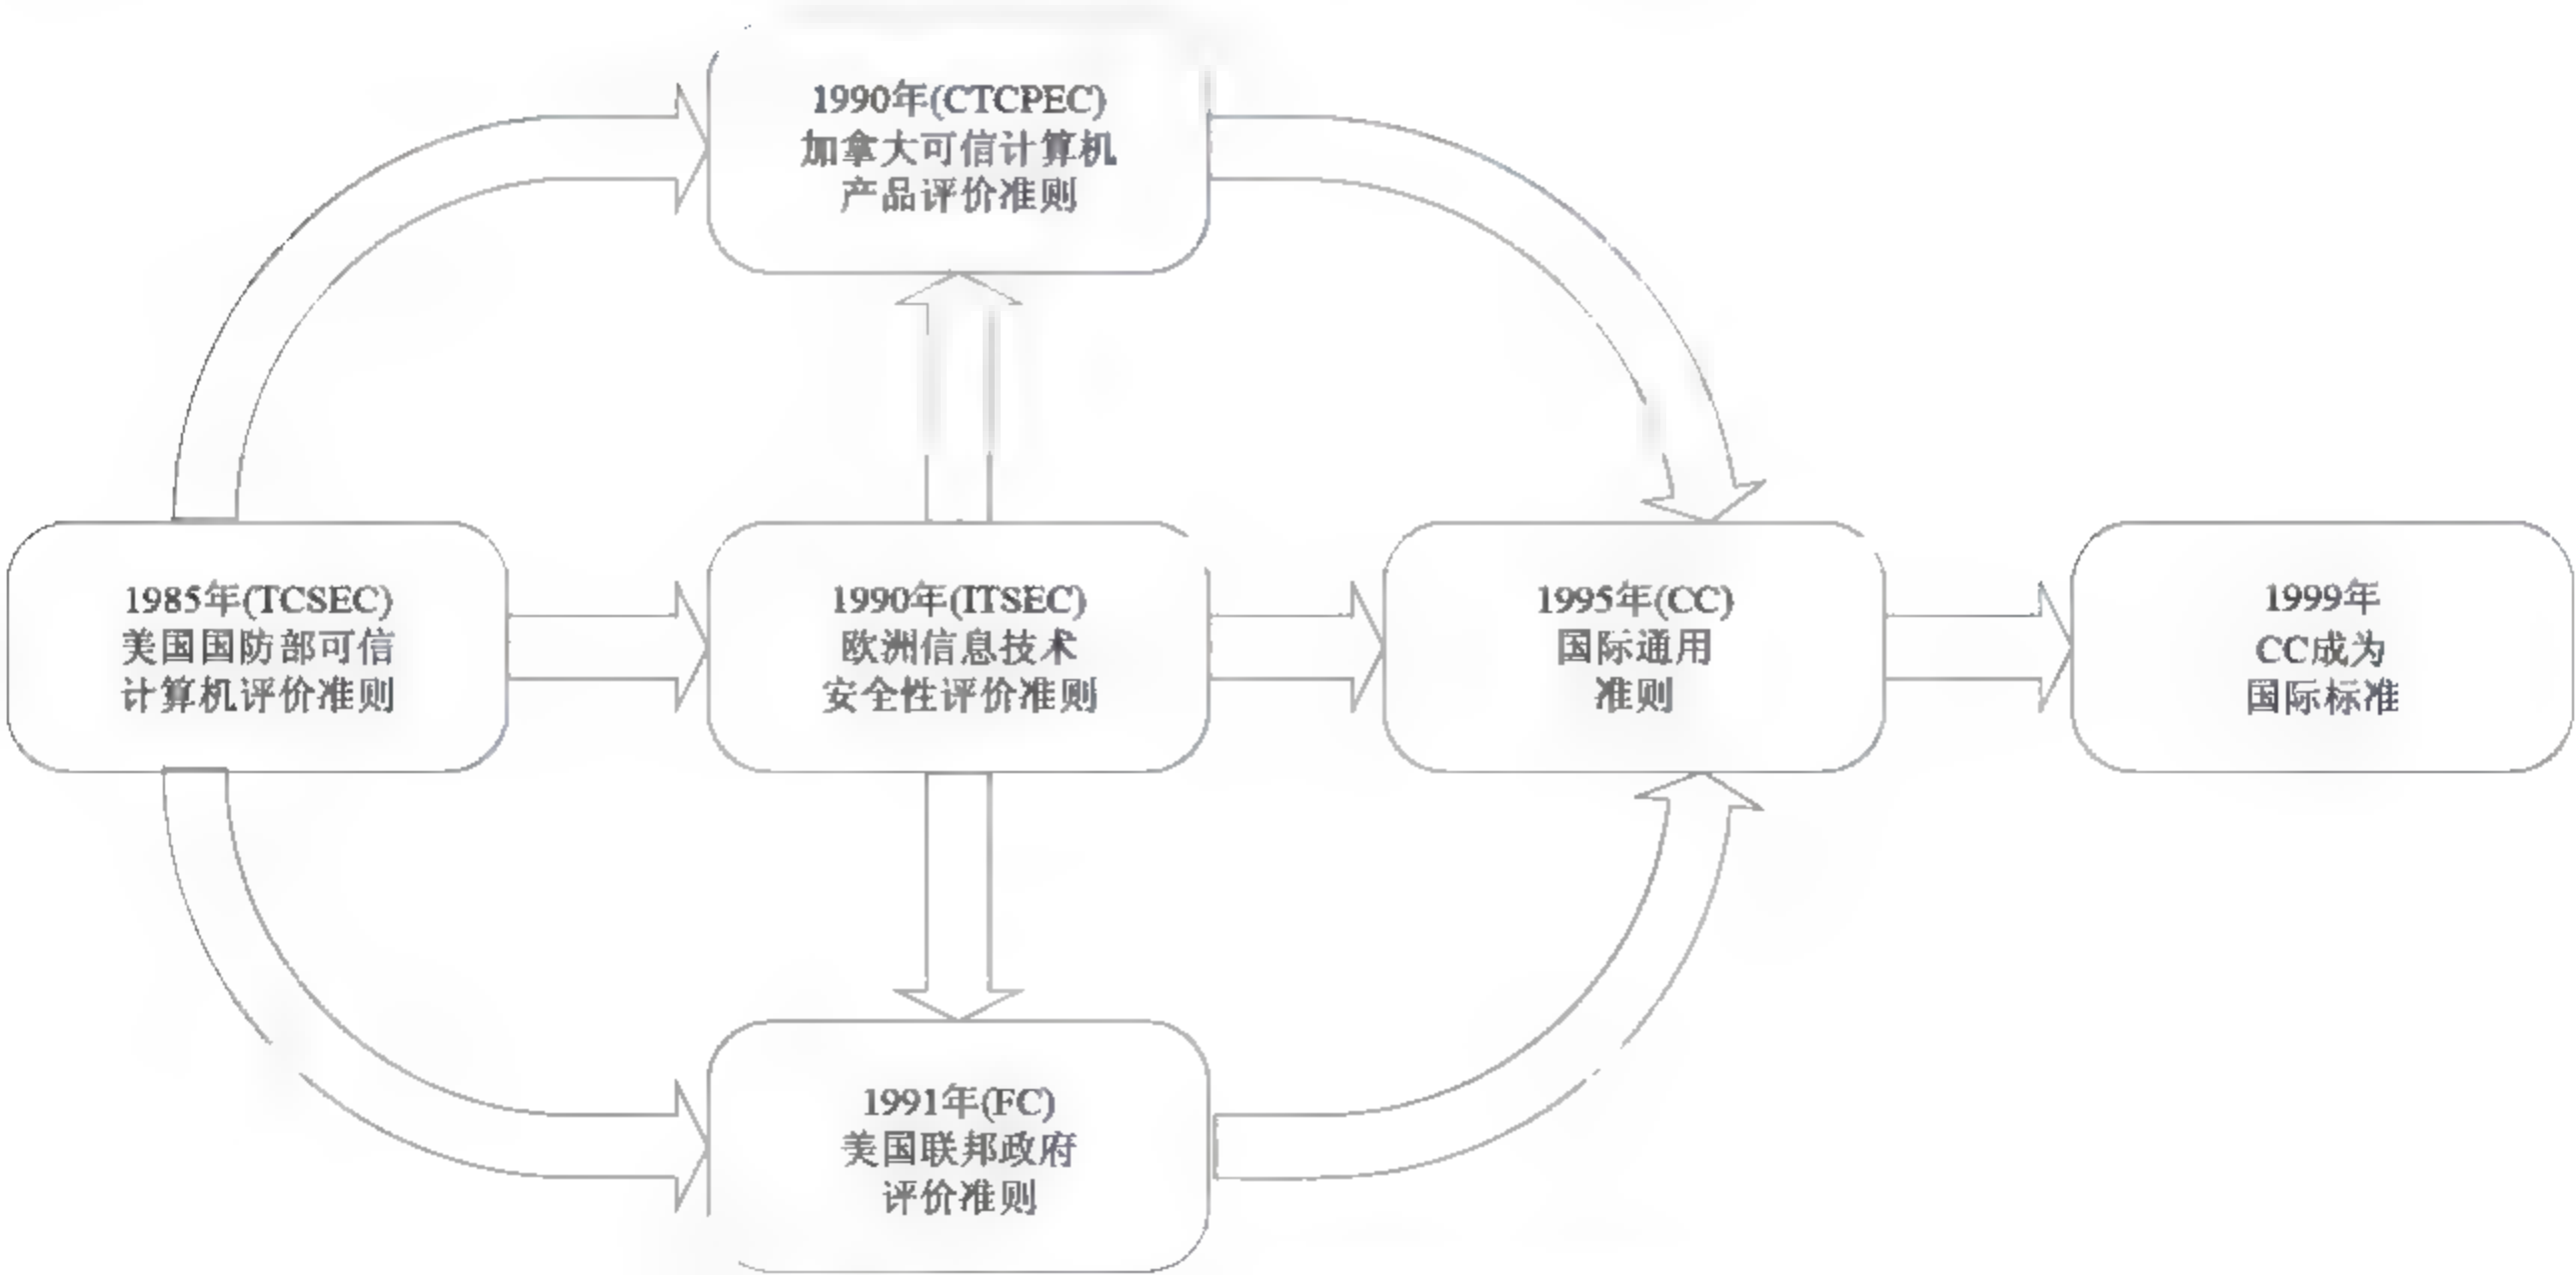 1990年(CTCPEC)
加拿大可信计算机
产品评价准则
1985年(TCSEC)
美国国防部可信
计算机评价准则
1990年(ITSEC)
欧洲信息技术
安全性评价准则
1995年(CC)
国际通用
准则
1999年
CC成为
国际标准
1991年(FC)
美国联邦政府
评价准则